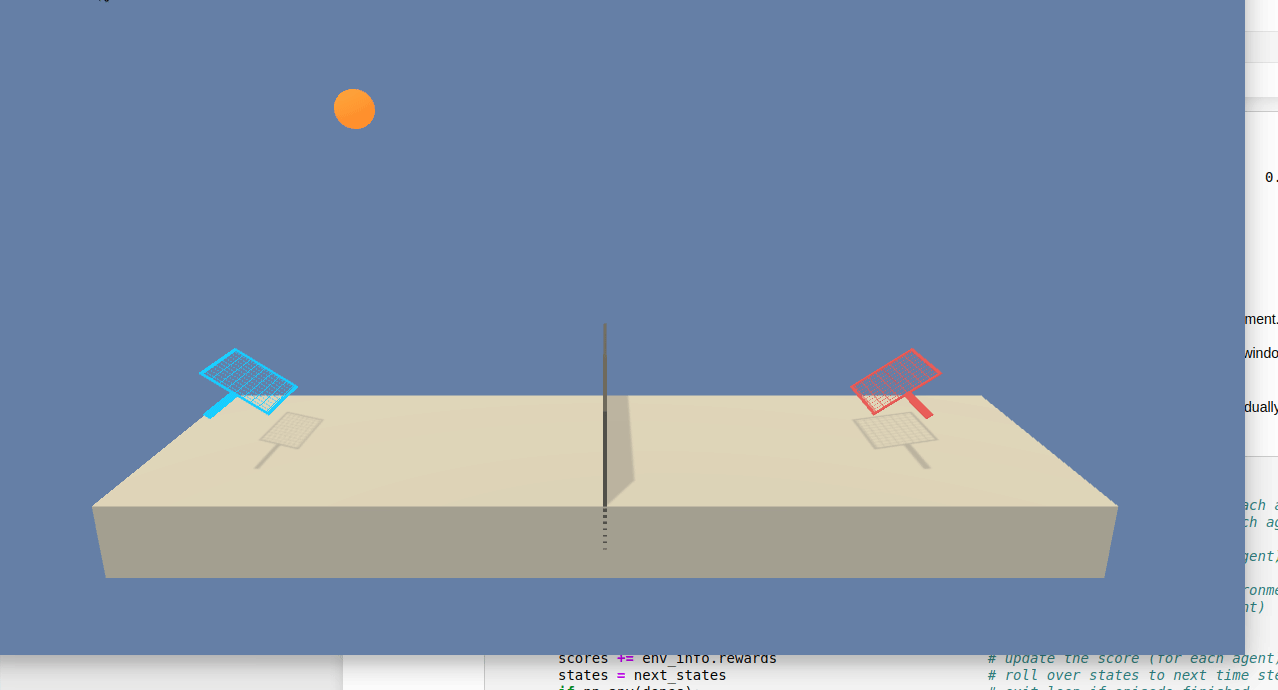 0.
ment.
windo
dually
ach a
ch ag
gent)
ronme
nt)
scores += env_info.rewards # update the score (for each agent)
states = next_states # roll over states to next time ste